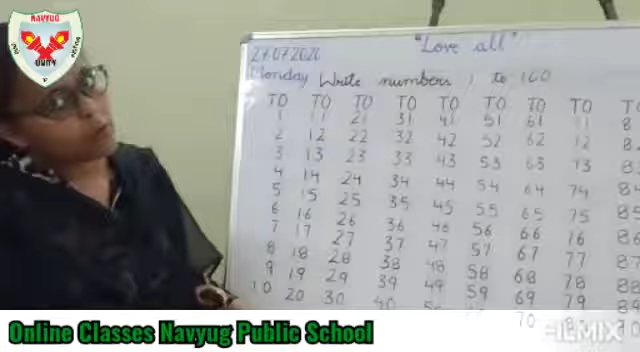 NAVYUG
UNITY
"Love all"
27.07.2020
Monday Write numbers 1 to 100
TO TO TO TO TO TO TO TO
1 11 21 31 41 51 61
2 12 22 32 42 52 62
3 13 23 33 43 53 63 73
4 14 24 34 44 54 64 74
5 15 25 35 45 55 65 75
6 16 26 36 46 56 66 76 86
7 17 27 37 47 57 67 77 87
8 18 28 38 48 58 68 78 88
9 19 29 39 49 59 69 79
10 20 30 40 70
Online Classes Navyug Public School
FILMIX